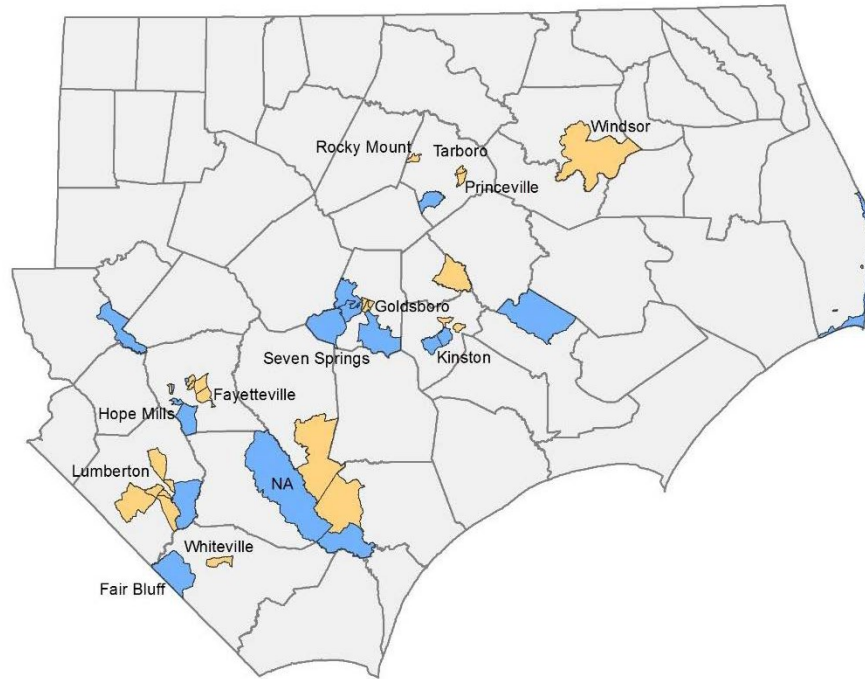 Windsor
Rocky Mount
Tarboro
Princeville
Goldsboro
Seven Springs
Kinston
Fayetteville
Hope Mills
Lumberton
NA
Whiteville
Fair Bluff